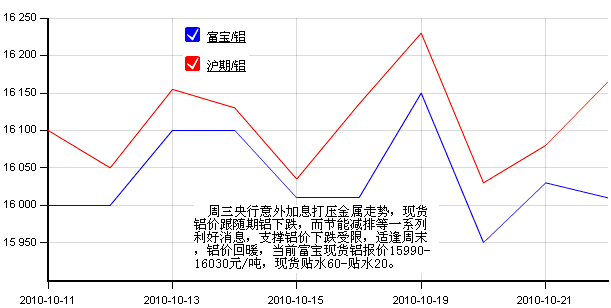 16 250
16 200
16 150
16 100
16 050
16 000
15 950
富宝/铝
沪期/铝
周三央行意外加息打压金属走势，现货
铝价跟随期铝下跌，而节能减排等一系列
利好消息，支撑铝价下跌受限，适逢周末
，铝价回暖，当前富宝现货铝报价15990-
16030元/吨，现货贴水60-贴水20。
2010-10-11
2010-10-13
2010-10-15
2010-10-19
2010-10-21